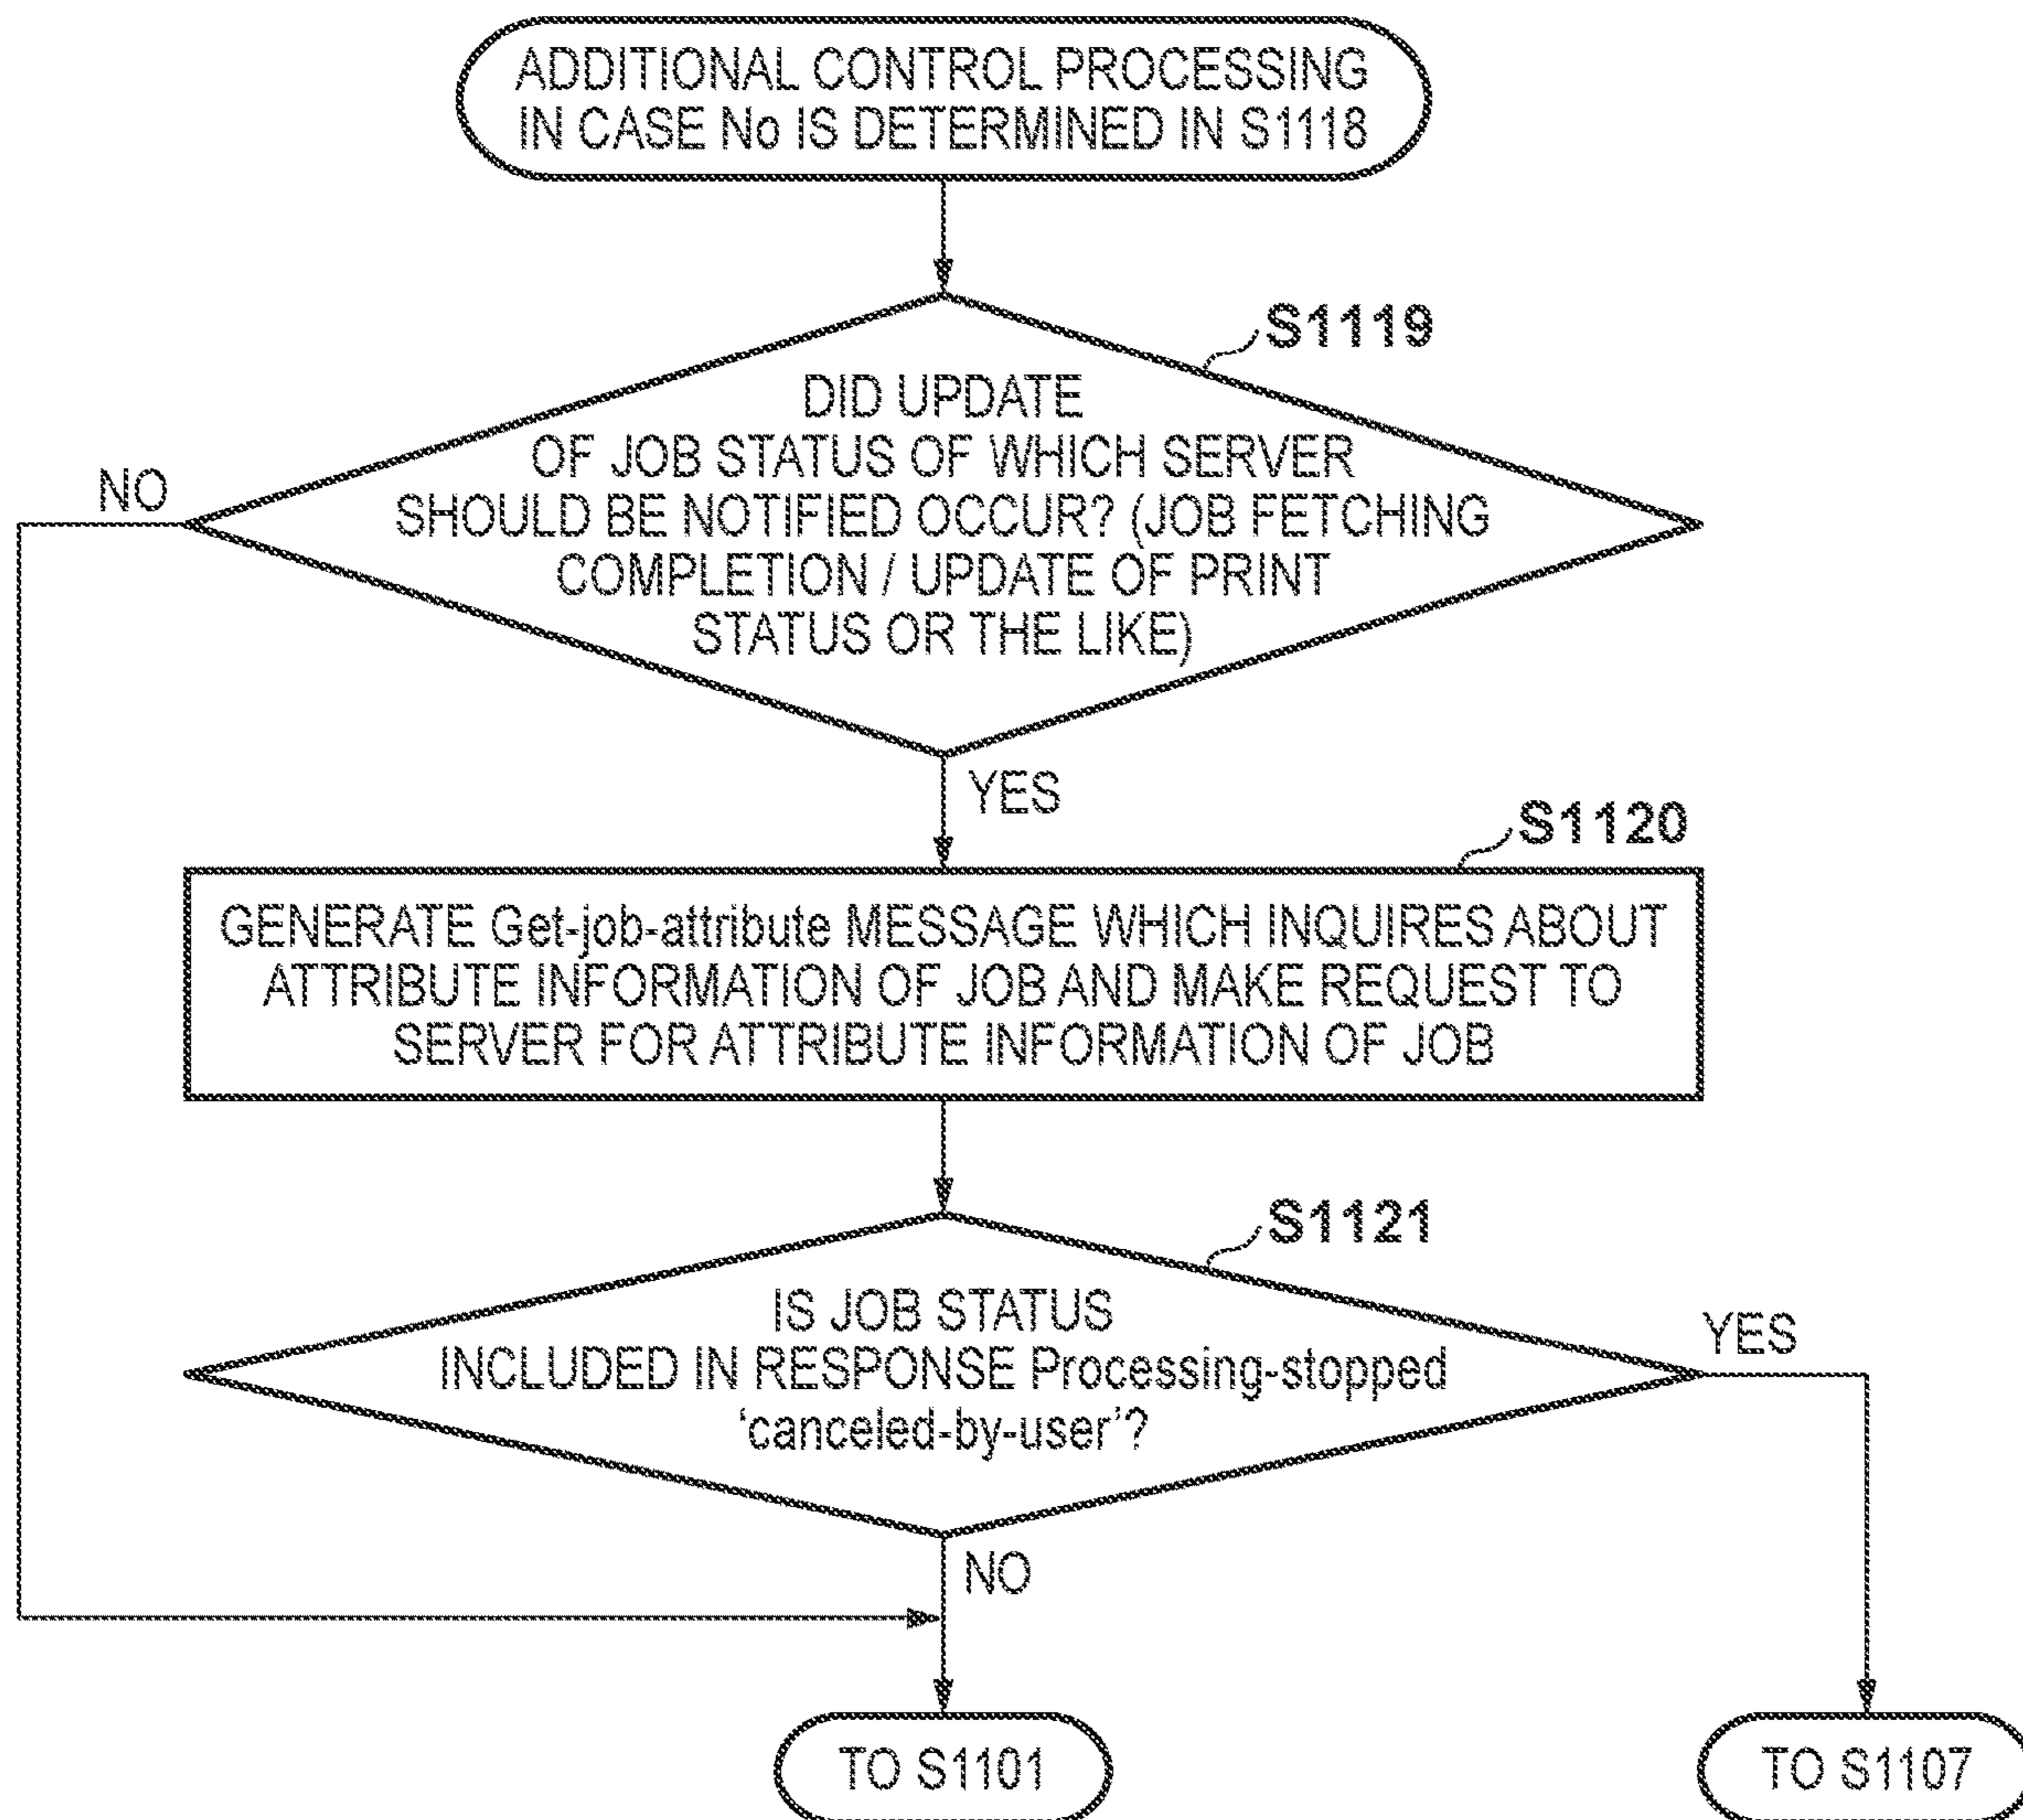 ADDITIONAL CONTROL PROCESSING
IN CASE No IS DETERMINED IN S1118
S1119
DID UPDATE
OF JOB STATUS OF WHICH SERVER
SHOULD BE NOTIFIED OCCUR? (JOB FETCHING
COMPLETION / UPDATE OF PRINT
STATUS OR THE LIKE)
NO
YES
S1120
GENERATE Get-job-attribute MESSAGE WHICH INQUIRES ABOUT
ATTRIBUTE INFORMATION OF JOB AND MAKE REQUEST TO
SERVER FOR ATTRIBUTE INFORMATION OF JOB
S1121
IS JOB STATUS
INCLUDED IN RESPONSE Processing-stopped
‘canceled-by-user’?
YES
NO
TO S1101
TO S1107